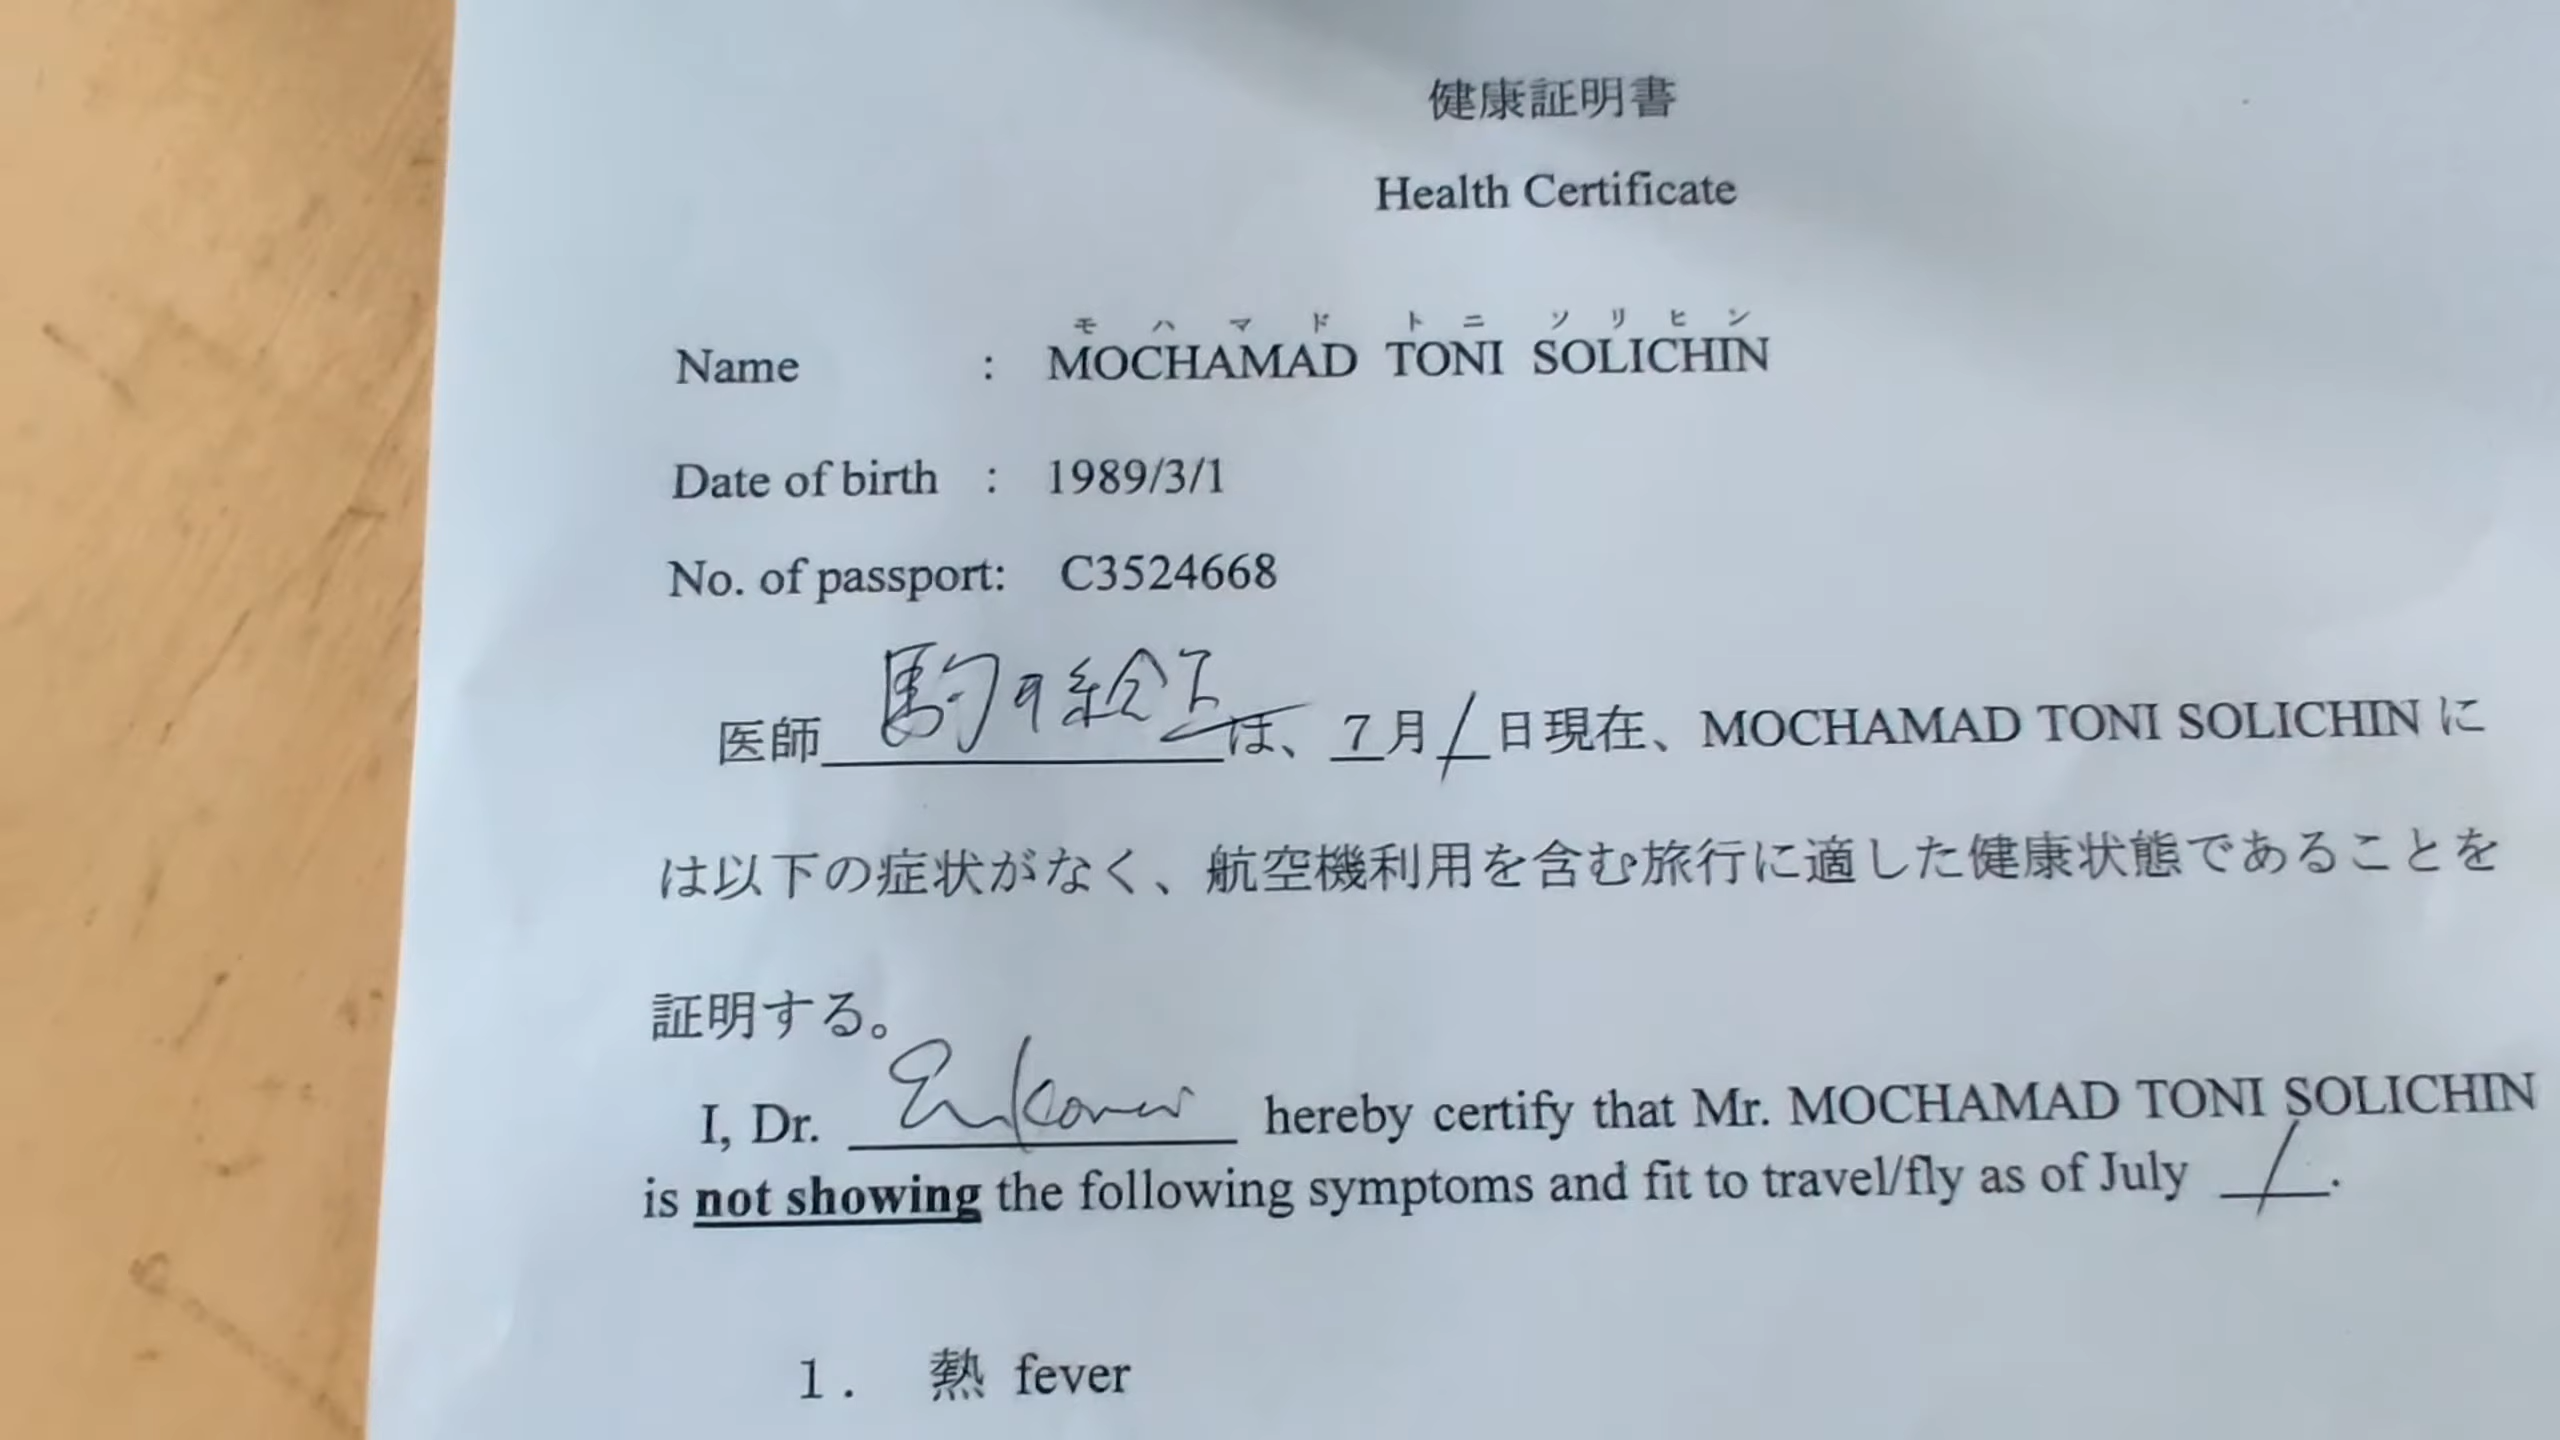 健康証明書
Health Certificate
モハマド トニ ソリヒン
Name : MOCHAMAD TONI SOLICHIN
Date of birth : 1989/3/1
No. of passport: C3524668
医師 は、7月1日現在、MOCHAMAD TONI SOLICHIN に
は以下の症状がなく、航空機利用を含む旅行に適した健康状態であることを
証明する。
I, Dr. hereby certify that Mr. MOCHAMAD TONI SOLICHIN
is not showing the following symptoms and fit to travel/fly as of July 1.
1. 熱 fever